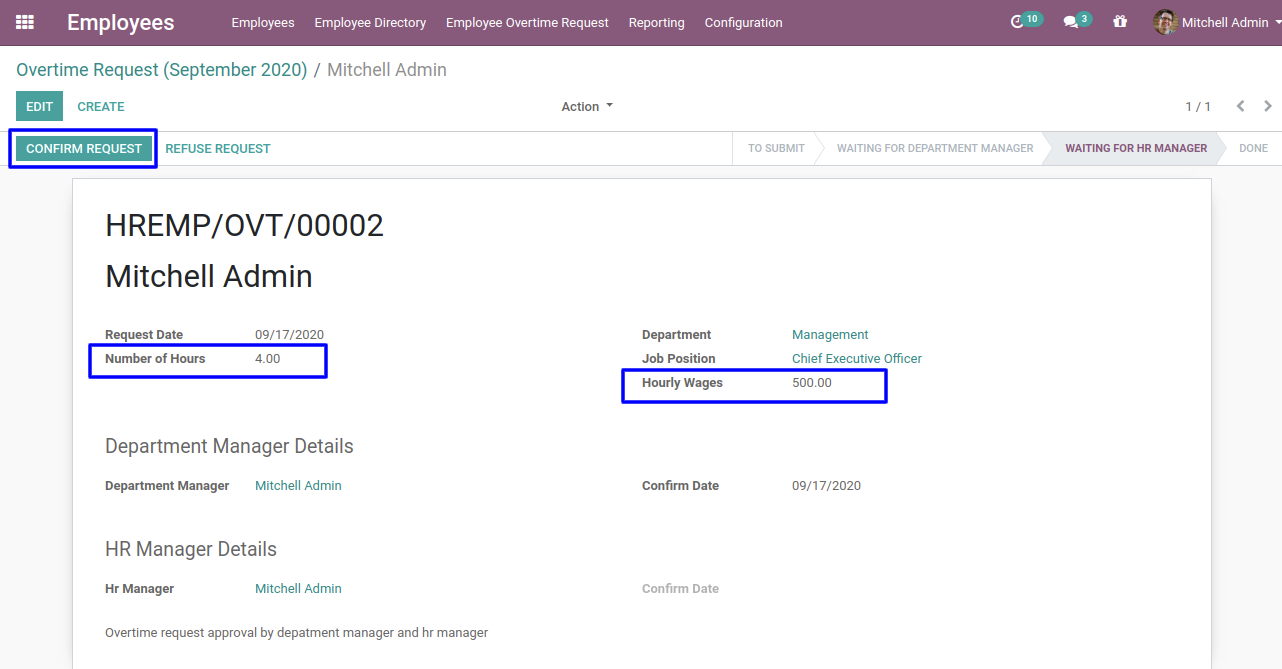 Employees Employees Employee Directory Employee Overtime Request Reporting Configuration 10 3 Mitchell Admin
Overtime Request (September 2020) / Mitchell Admin
EDIT CREATE Action 1 / 1
CONFIRM REQUEST REFUSE REQUEST TO SUBMIT WAITING FOR DEPARTMENT MANAGER WAITING FOR HR MANAGER DONE
HREMP/OVT/00002
Mitchell Admin
Request Date 09/17/2020 Department Management
Number of Hours 4.00 Job Position Chief Executive Officer
Hourly Wages 500.00
Department Manager Details
Department Manager Mitchell Admin Confirm Date 09/17/2020
HR Manager Details
Hr Manager Mitchell Admin Confirm Date
Overtime request approval by depatment manager and hr manager